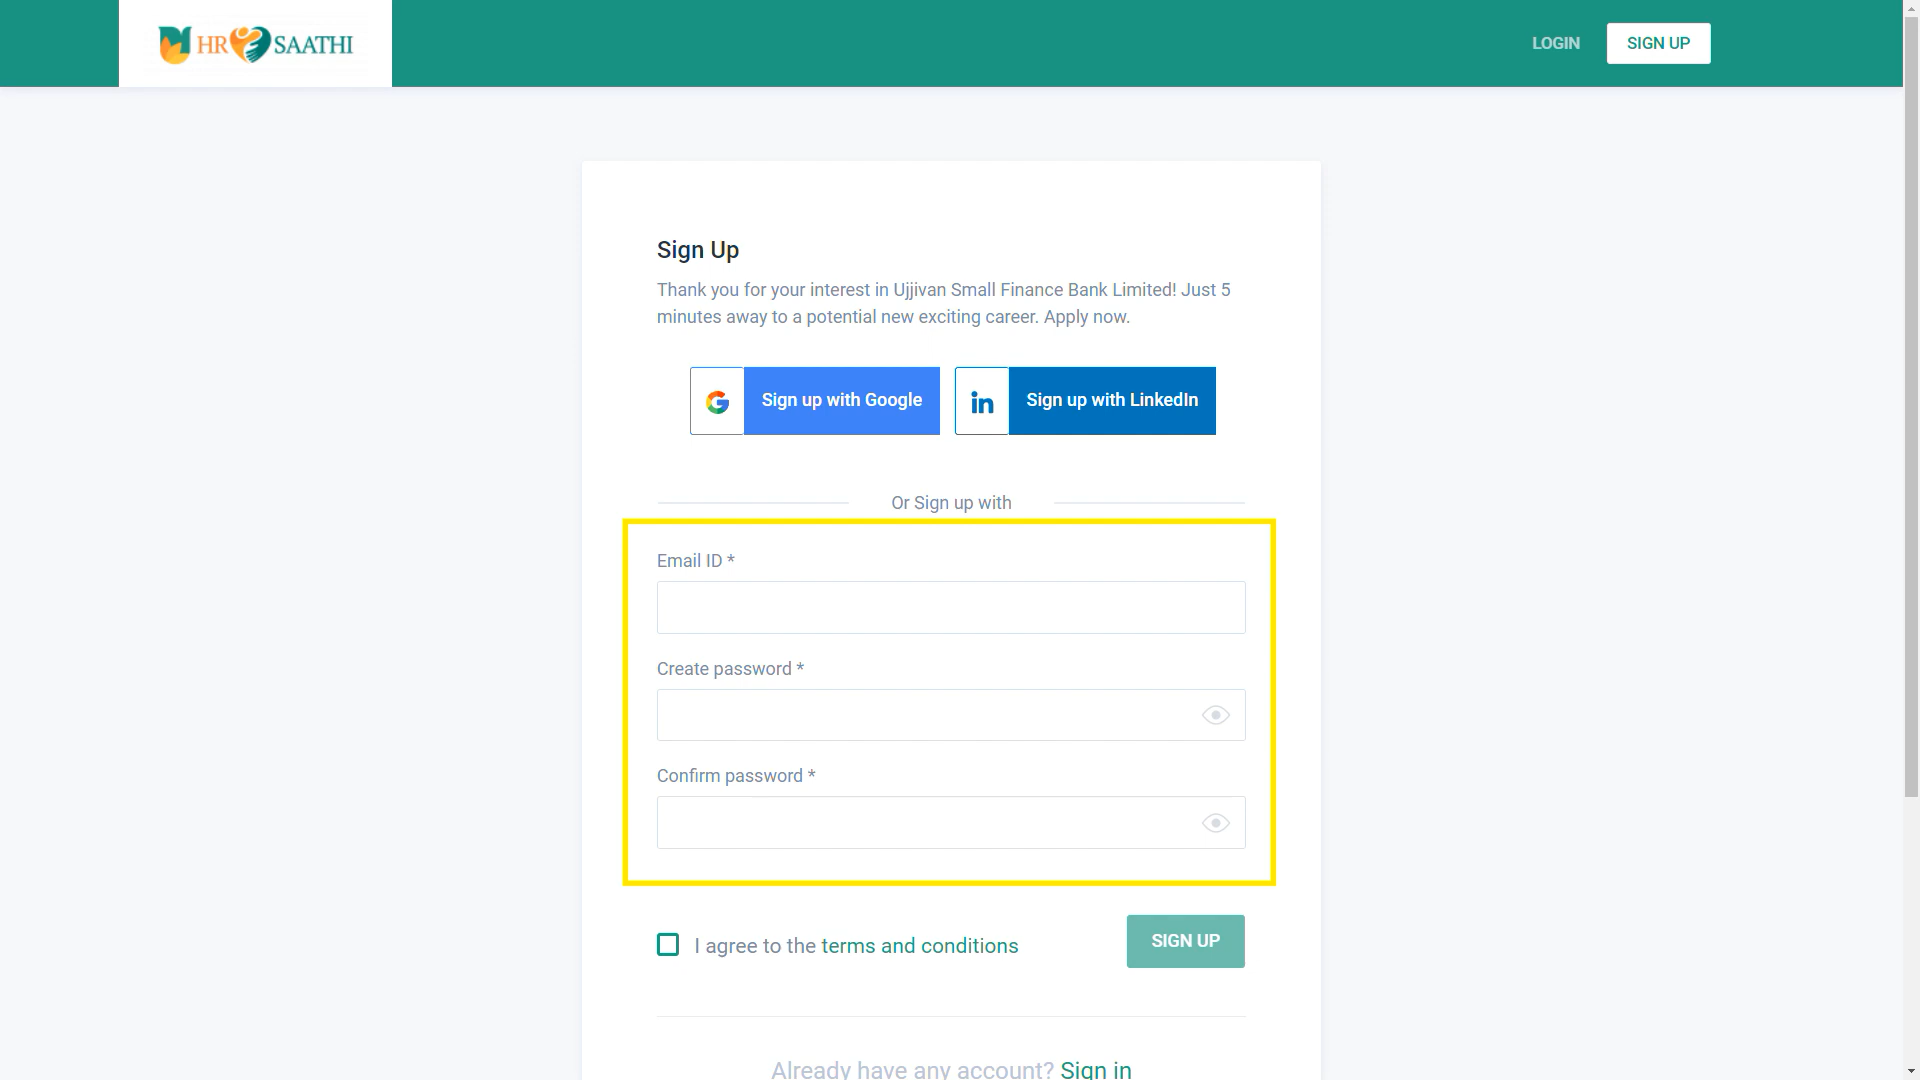 HR SAATHI
LOGIN
SIGN UP
Sign Up
Thank you for your interest in Ujjivan Small Finance Bank Limited! Just 5
minutes away to a potential new exciting career. Apply now.
Sign up with Google
in Sign up with LinkedIn
Or Sign up with
Email ID *
Create password *
Confirm password *
I agree to the terms and conditions
SIGN UP
Already have any account? Sign in